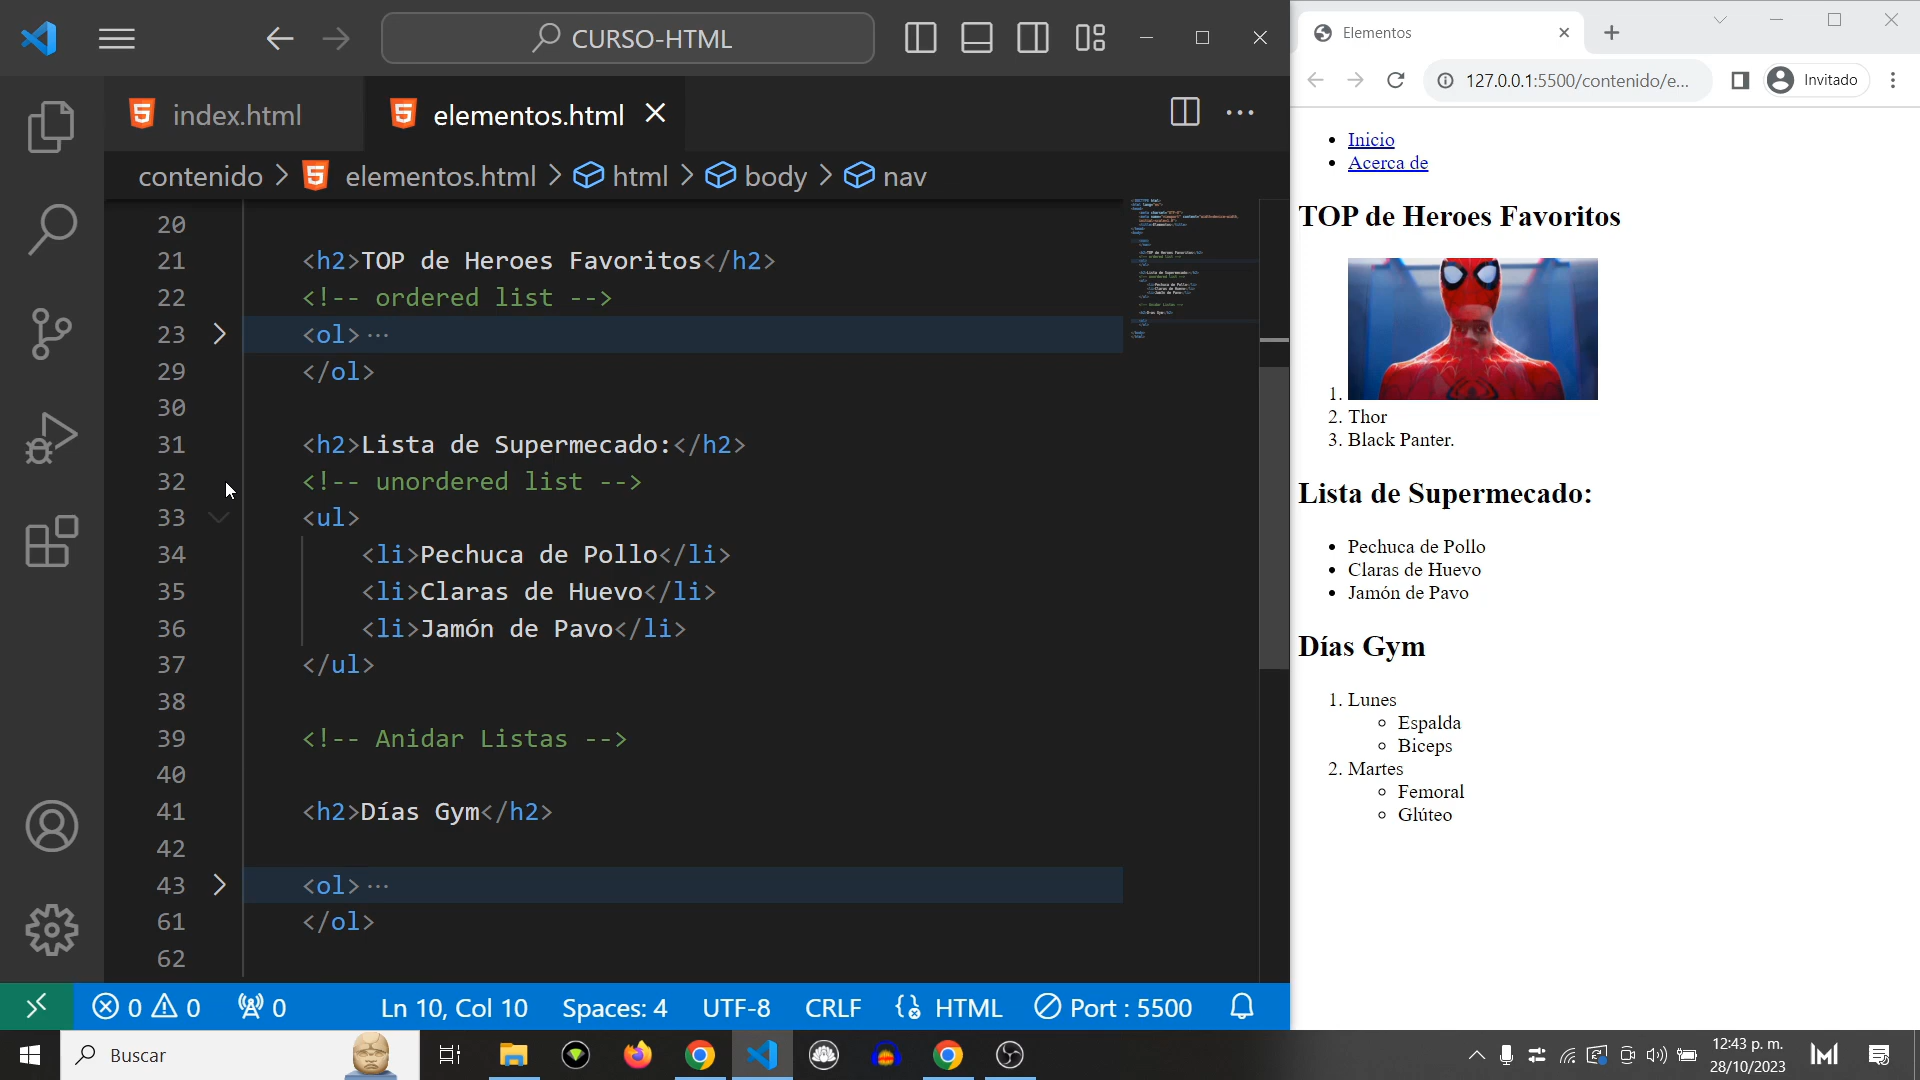 CURSO-HTML
index.html
elementos.html
contenido > elementos.html > html > body > nav
20
21 <h2>TOP de Heroes Favoritos</h2>
22 <!-- ordered list -->
23 <ol>…
29 </ol>
30
31 <h2>Lista de Supermecado:</h2>
32 <!-- unordered list -->
33 <ul>
34 <li>Pechuca de Pollo</li>
35 <li>Claras de Huevo</li>
36 <li>Jamón de Pavo</li>
37 </ul>
38
39 <!-- Anidar Listas -->
40
41 <h2>Días Gym</h2>
42
43 <ol>…
61 </ol>
62
0 0 0 Ln 10, Col 10 Spaces: 4 UTF-8 CRLF HTML Port : 5500
Elementos
127.0.0.1:5500/contenido/e... Invitado
• Inicio
• Acerca de
TOP de Heroes Favoritos
1.
2. Thor
3. Black Panter.
Lista de Supermecado:
• Pechuca de Pollo
• Claras de Huevo
• Jamón de Pavo
Días Gym
1. Lunes
Espalda
Biceps
2. Martes
Femoral
Glúteo
Buscar
12:43 p. m.
28/10/2023